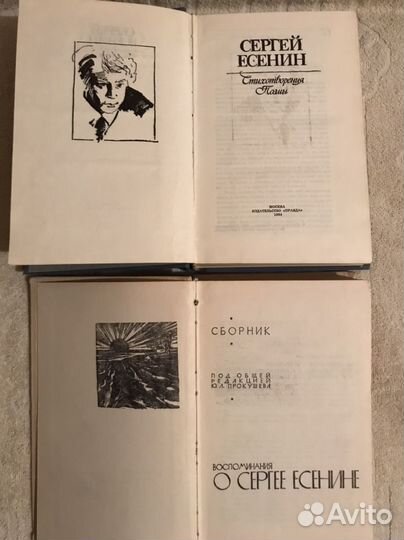 СЕРГЕЙ
ЕСЕНИН
Стихотворения
Поэмы
МОСКВА
ИЗДАТЕЛЬСТВО «ПРАВДА»
СБОРНИК
ПОД ОБЩЕЙ
РЕДАКЦИЕЙ
Ю.Л. ПРОКУШЕВА
ВОСПОМИНАНИЯ
О СЕРГЕЕ ЕСЕНИНЕ
Avito